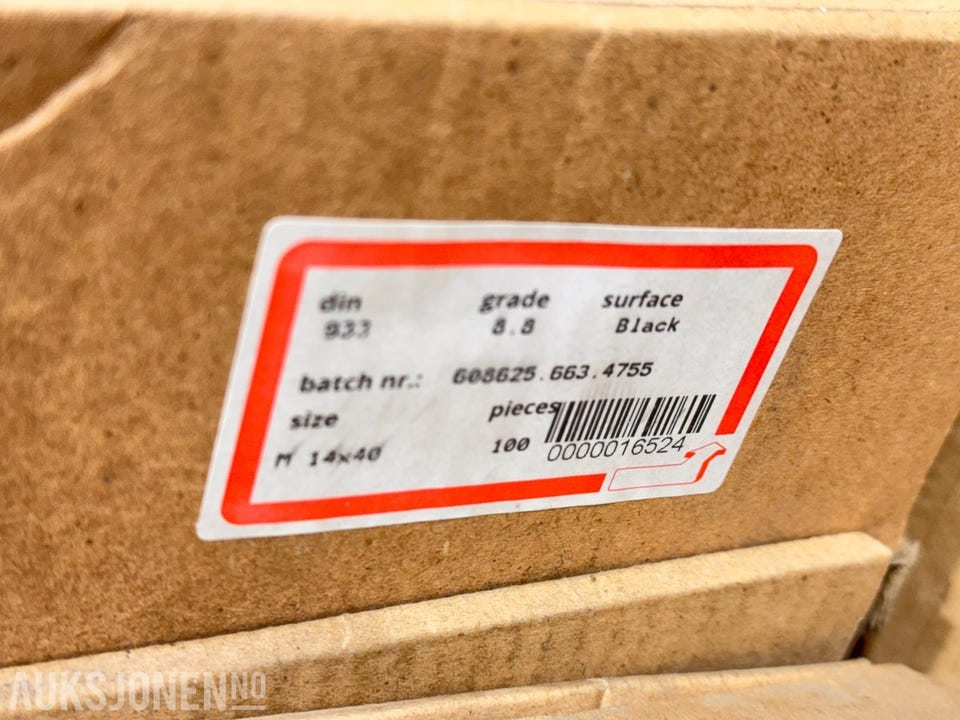 din grade surface
933 8.8 Black
batch nr.: 608625.663.4755
size pieces
M 14x40 100
0000016524
AUKSJONEN NO